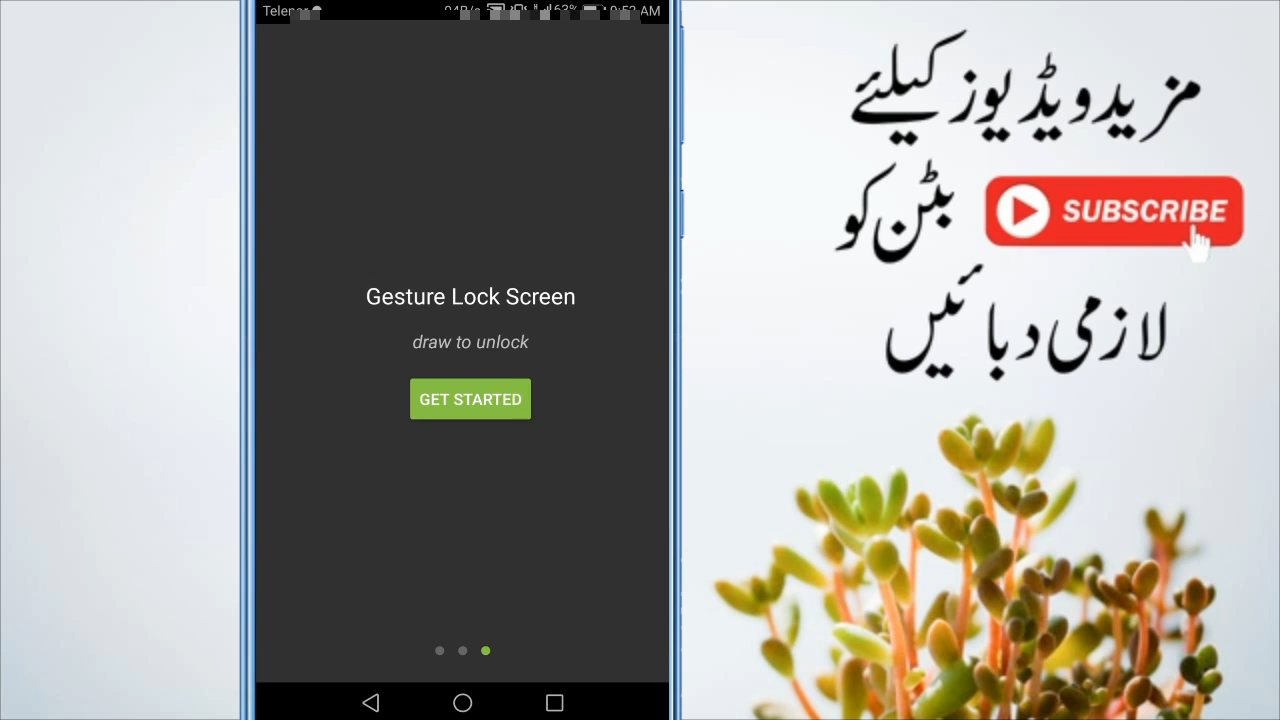 Gesture Lock Screen
draw to unlock
GET STARTED
مزید ویڈیوز کیلئے
SUBSCRIBE بٹن کو
لازمی دبائیں